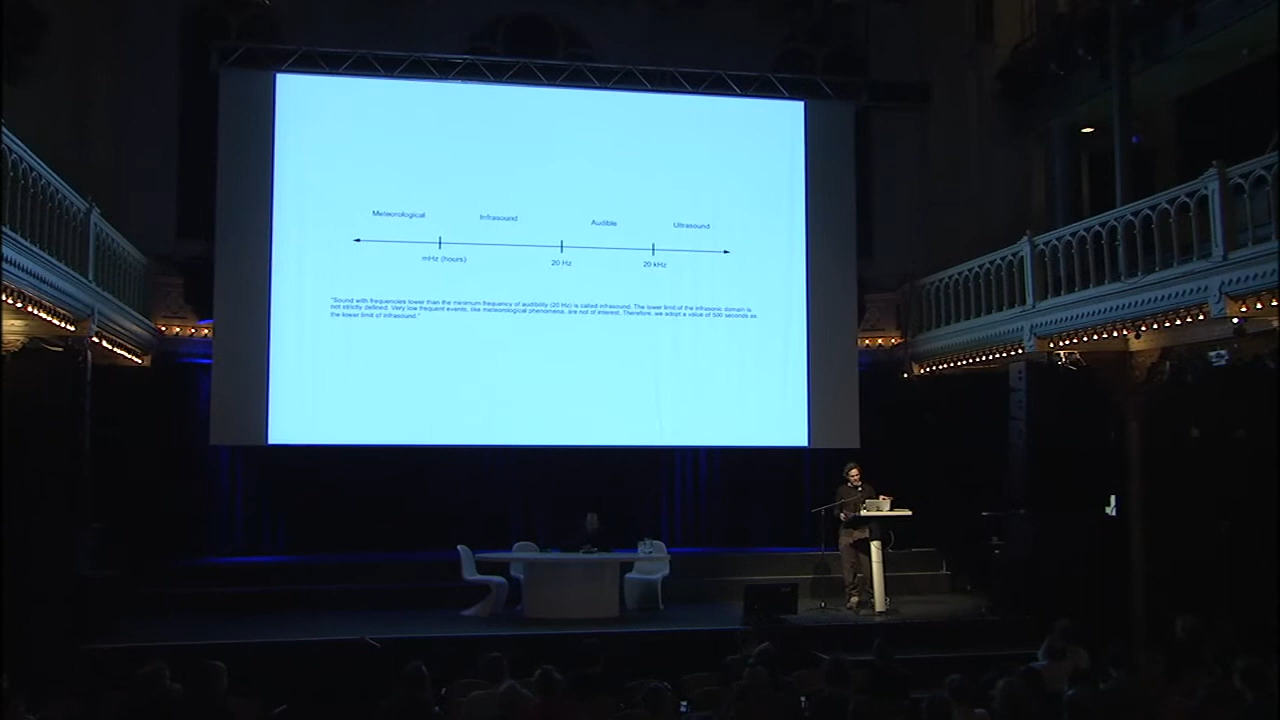 Meteorological Infrasound Audible Ultrasound
mHz (hours) 20 Hz 20 kHz
"Sound with frequencies lower than the minimum frequency of audibility (20 Hz) is called infrasound. The lower limit of the infrasonic domain is
not strictly defined. Very low frequent events, like meteorological phenomena, are not of interest. Therefore, we adopt a value of 500 seconds as
the lower limit of infrasound."